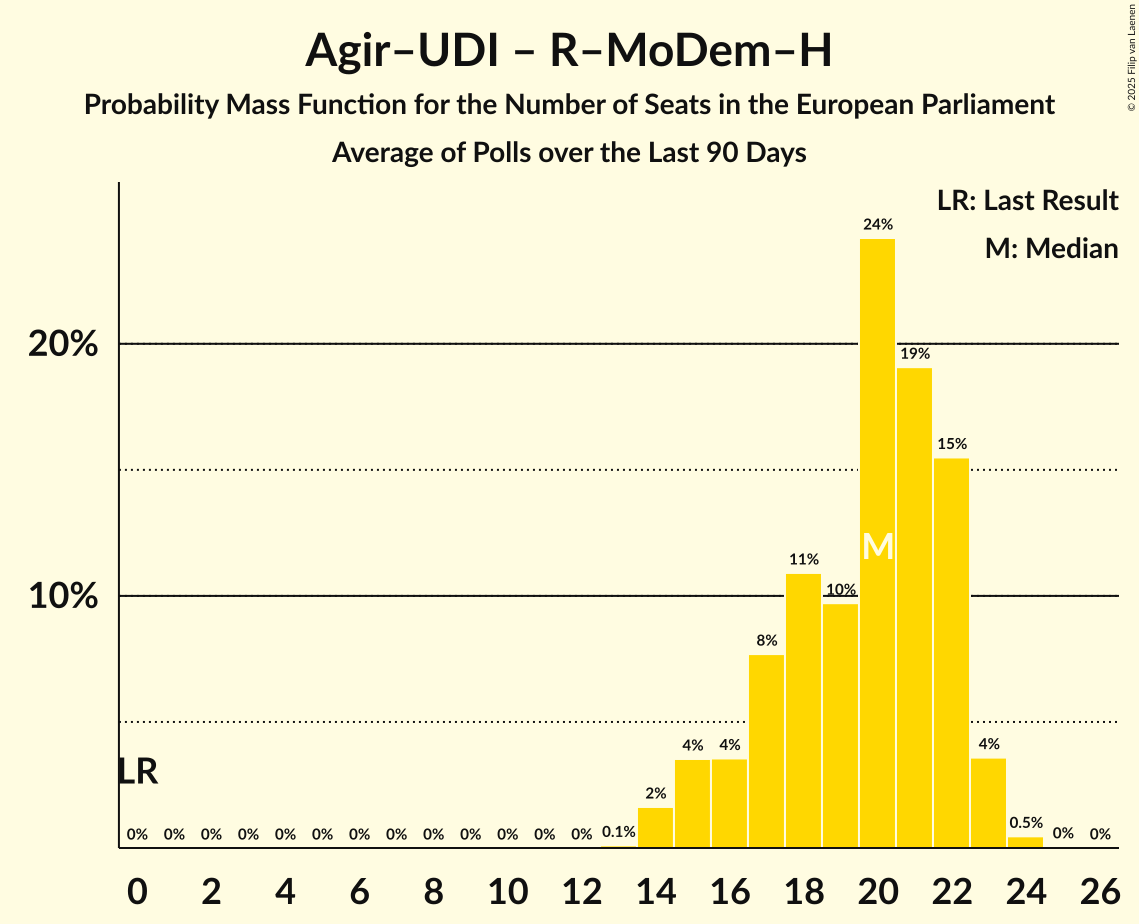 Agir–UDI – R–MoDem–H
Probability Mass Function for the Number of Seats in the European Parliament
Average of Polls over the Last 90 Days
© 2025 Filip van Laenen
LR: Last Result
M: Median
24%
20%
19%
15%
M
11%
10%
10%
8%
4% 4% 4%
LR
2%
0% 0% 0% 0% 0% 0% 0% 0% 0% 0% 0% 0% 0% 0.1% 0.5% 0% 0%
0 2 4 6 8 10 12 14 16 18 20 22 24 26